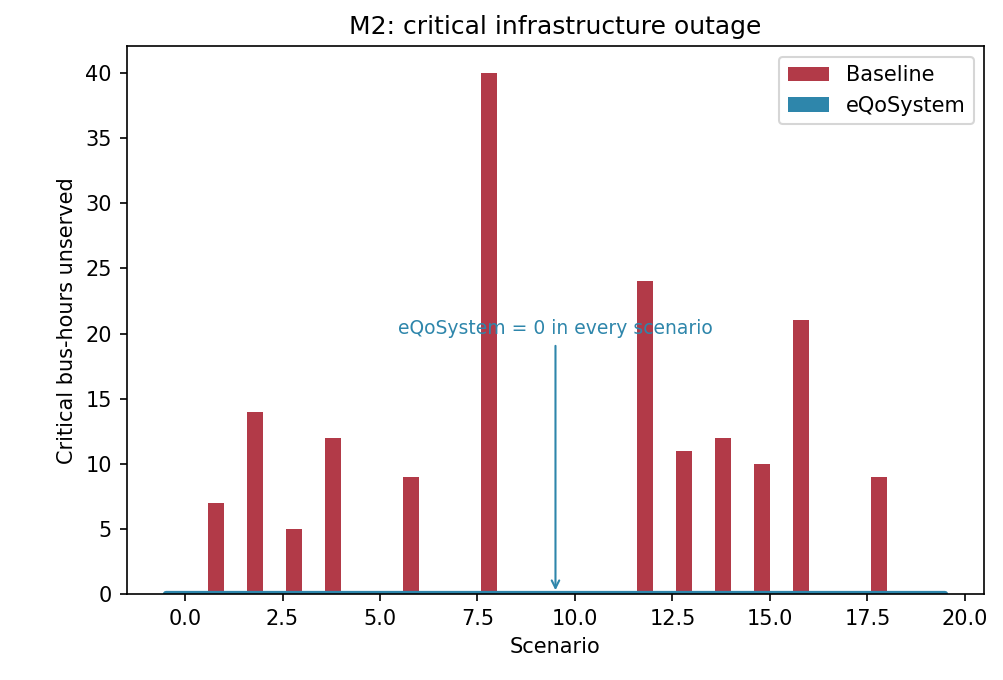 M2: critical infrastructure outage
Baseline
eQoSystem
Critical bus-hours unserved
40
35
30
25
20
15
10
5
0
eQoSystem = 0 in every scenario
0.0 2.5 5.0 7.5 10.0 12.5 15.0 17.5 20.0
Scenario